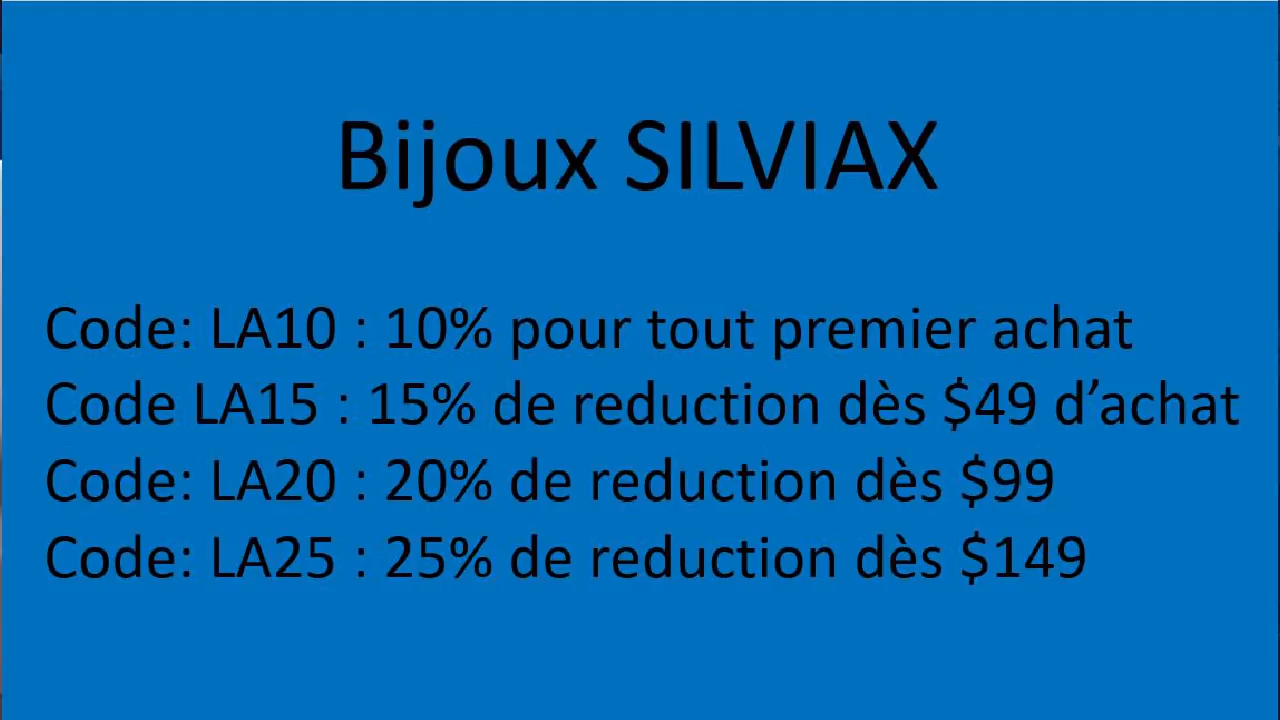 Bijoux SILVIAX
Code: LA10 : 10% pour tout premier achat
Code LA15 : 15% de reduction dès $49 d’achat
Code: LA20 : 20% de reduction dès $99
Code: LA25 : 25% de reduction dès $149